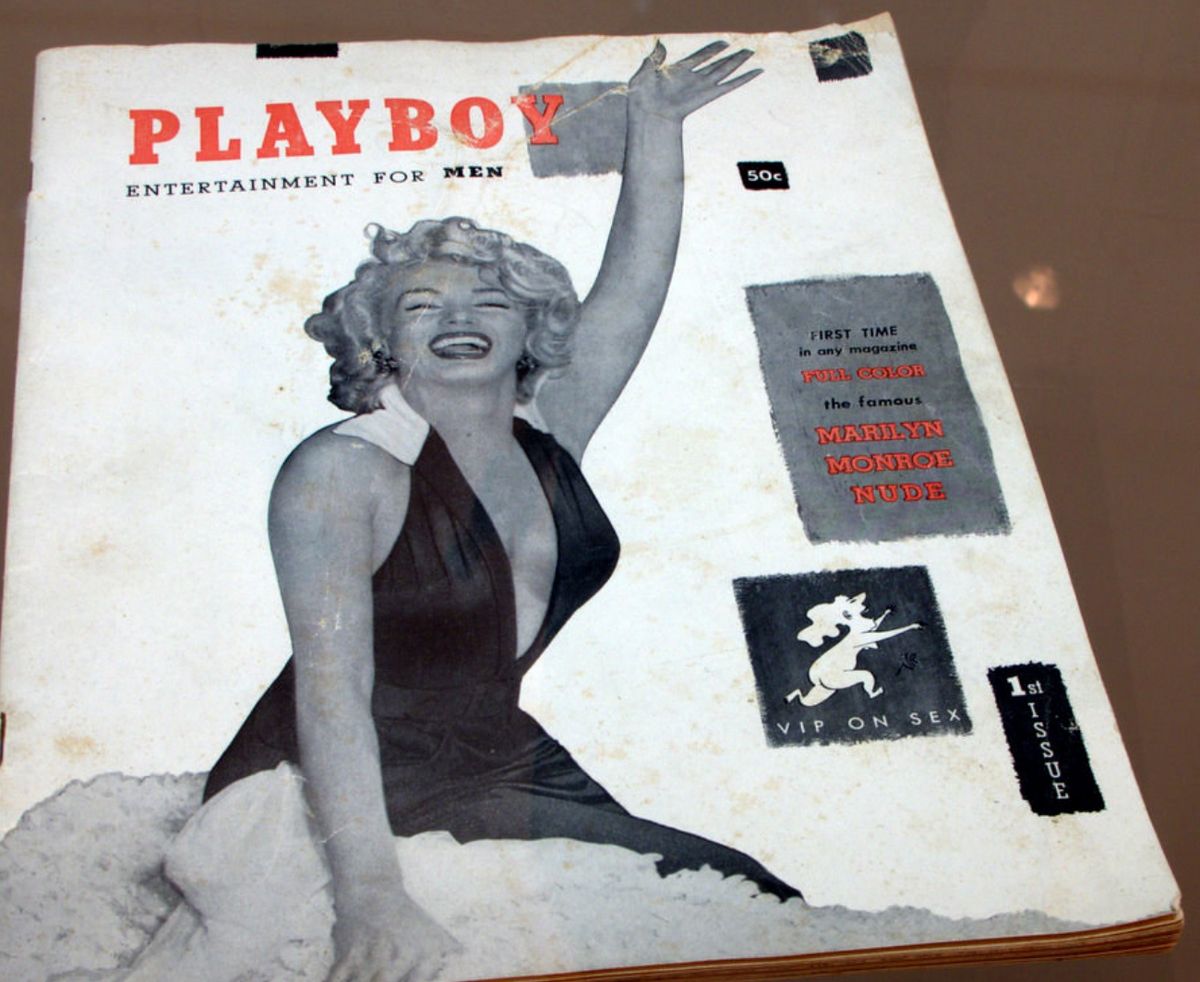 PLAYBOY
ENTERTAINMENT FOR MEN
50c
FIRST TIME
in any magazine
FULL COLOR
the famous
MARILYN
MONROE
NUDE
VIP ON SEX
1st
ISSUE